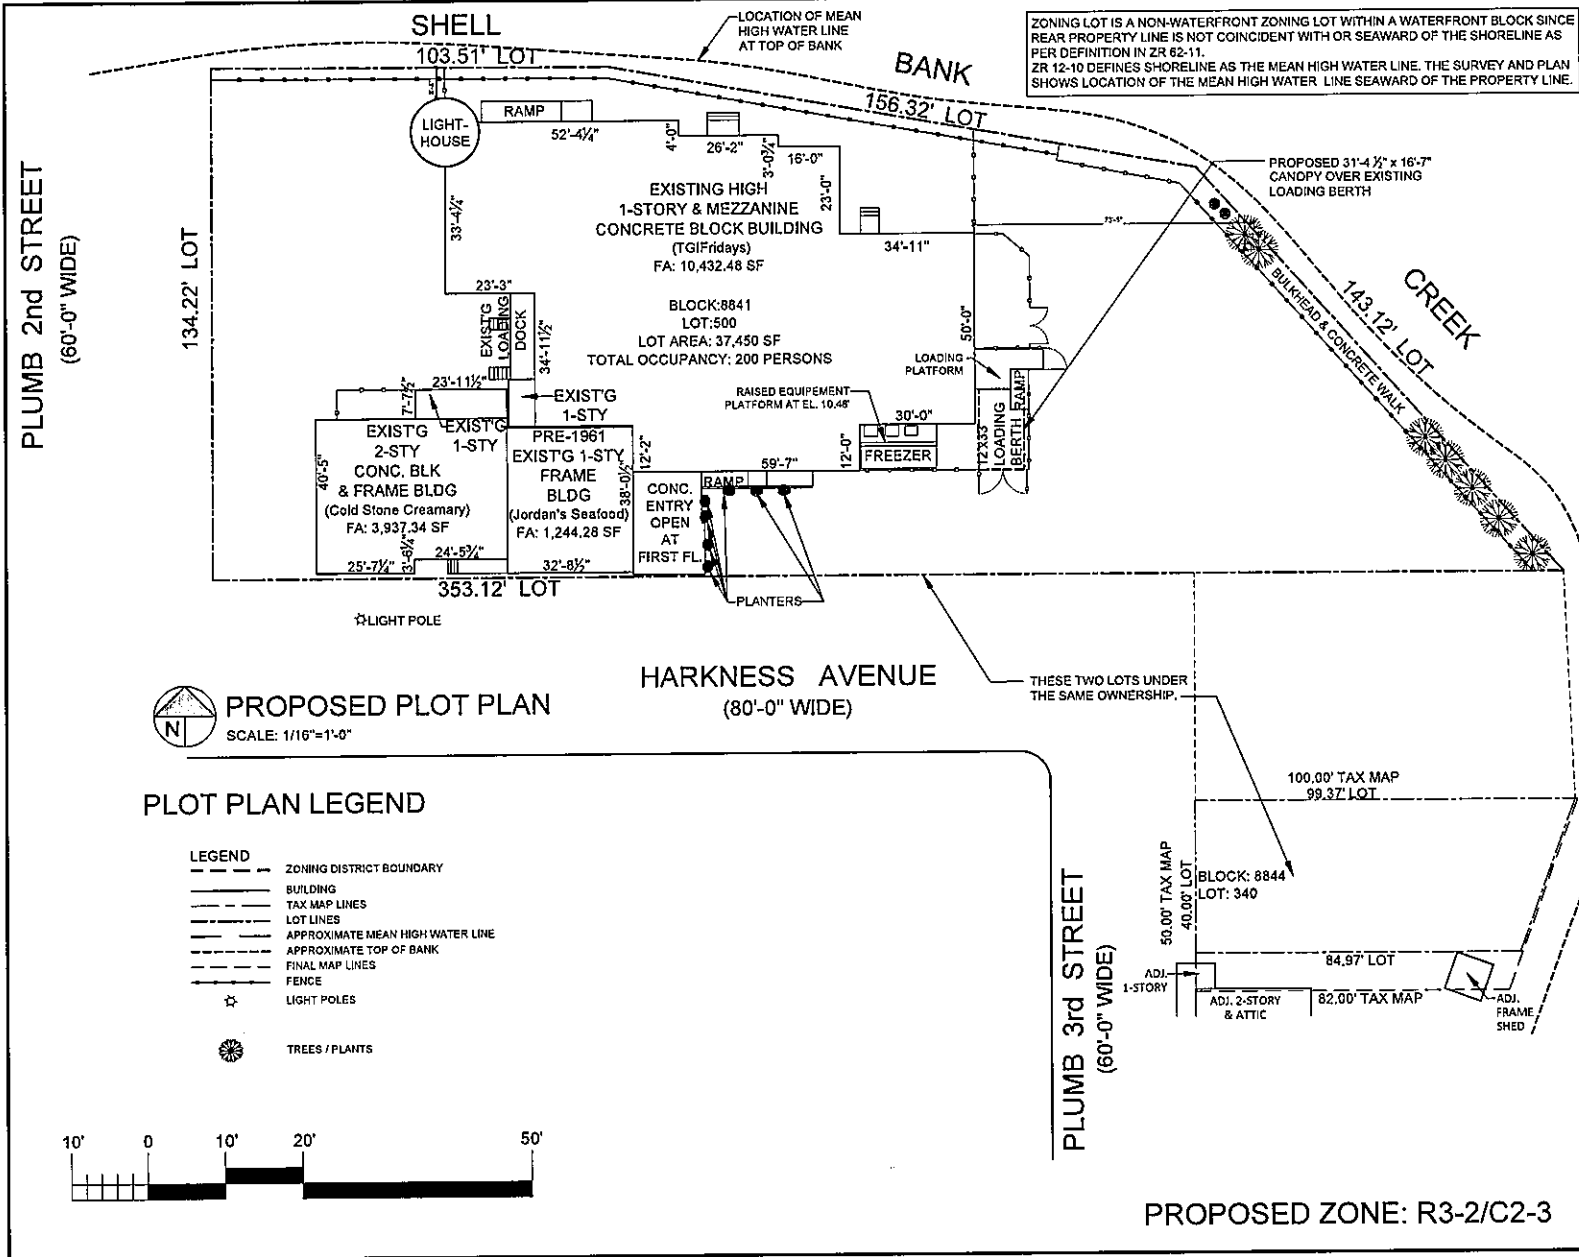 SHELL
103.51' LOT
LOCATION OF MEAN
HIGH WATER LINE
AT TOP OF BANK
ZONING LOT IS A NON-WATERFRONT ZONING LOT WITHIN A WATERFRONT BLOCK SINCE
REAR PROPERTY LINE IS NOT COINCIDENT WITH OR SEAWARD OF THE SHORELINE AS
PER DEFINITION IN ZR 62-11.
ZR 12-10 DEFINES SHORELINE AS THE MEAN HIGH WATER LINE. THE SURVEY AND PLAN
SHOWS LOCATION OF THE MEAN HIGH WATER LINE SEAWARD OF THE PROPERTY LINE.
BANK
156.32' LOT
PROPOSED 31'-4 ½" x 16'-7"
CANOPY OVER EXISTING
LOADING BERTH
CREEK
143.12' LOT
BULKHEAD & CONCRETE WALK
PLUMB 2nd STREET
(60'-0" WIDE)
134.22' LOT
LIGHT-
HOUSE
RAMP
52'-4¼"
4'-0"
26'-2"
3'-0¾"
16'-0"
23'-0"
34'-11"
33'-4¼"
EXISTING HIGH
1-STORY & MEZZANINE
CONCRETE BLOCK BUILDING
(TGIFridays)
FA: 10,432.48 SF
BLOCK:8841
LOT:500
LOT AREA: 37,450 SF
TOTAL OCCUPANCY: 200 PERSONS
23'-3"
EXIST'G
LOADING
DOCK
34'-11½"
50'-0"
LOADING
PLATFORM
RAISED EQUIPEMENT
PLATFORM AT EL. 10.48'
30'-0"
12'-0"
FREEZER
12'X33'
LOADING
BERTH
RAMP
23'-11½"
7'-7½"
EXIST'G
1-STY
EXIST'G
1-STY
EXIST'G
2-STY
CONC. BLK
& FRAME BLDG
(Cold Stone Creamary)
FA: 3,937.34 SF
40'-5"
25'-7¼"
3'-6¼"
24'-5¾"
PRE-1961
EXIST'G 1-STY
FRAME
BLDG
(Jordan's Seafood)
FA: 1,244.28 SF
38'-0½"
32'-8½"
12'-2"
59'-7"
RAMP
CONC.
ENTRY
OPEN
AT
FIRST FL.
PLANTERS
353.12' LOT
LIGHT POLE
HARKNESS AVENUE
(80'-0" WIDE)
THESE TWO LOTS UNDER
THE SAME OWNERSHIP.
N
PROPOSED PLOT PLAN
SCALE: 1/16"=1'-0"
PLOT PLAN LEGEND
LEGEND
ZONING DISTRICT BOUNDARY
BUILDING
TAX MAP LINES
LOT LINES
APPROXIMATE MEAN HIGH WATER LINE
APPROXIMATE TOP OF BANK
FINAL MAP LINES
FENCE
LIGHT POLES
TREES / PLANTS
PLUMB 3rd STREET
(60'-0" WIDE)
100.00' TAX MAP
99.37' LOT
50.00' TAX MAP
40.00' LOT
BLOCK: 8844
LOT: 340
84.97' LOT
82.00' TAX MAP
ADJ.
1-STORY
ADJ. 2-STORY
& ATTIC
ADJ.
FRAME
SHED
10' 0 10' 20' 50'
PROPOSED ZONE: R3-2/C2-3